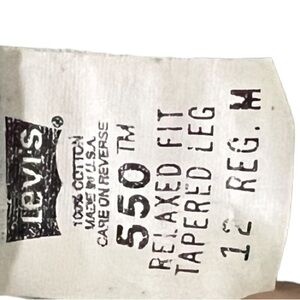 LEVI'S
®
100% COTTON
MADE IN U.S.A.
CARE ON REVERSE
550 TM
RELAXED FIT
TAPERED LEG
12 REG. M